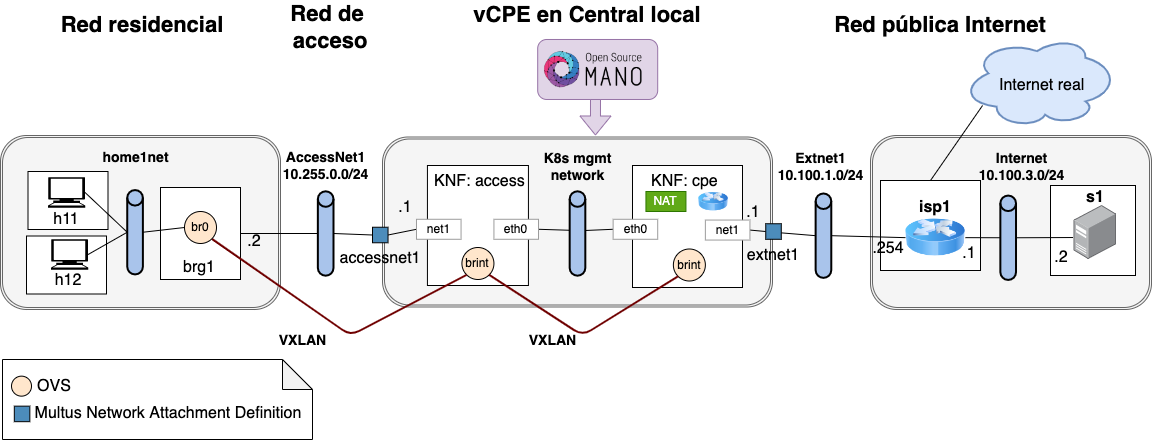 Red residencial
Red de
acceso
vCPE en Central local
Red pública Internet
Open Source
MANO
Internet real
home1net
AccessNet1
10.255.0.0/24
K8s mgmt
network
Extnet1
10.100.1.0/24
Internet
10.100.3.0/24
h11
h12
br0
brg1
.2
accessnet1
.1
KNF: access
net1
eth0
brint
KNF: cpe
NAT
eth0
net1
brint
.1
extnet1
.254
isp1
.1
s1
.2
VXLAN
VXLAN
OVS
Multus Network Attachment Definition